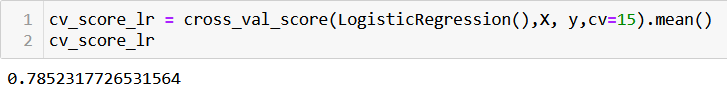 1 cv_score_lr = cross_val_score(LogisticRegression(),X, y,cv=15).mean()
2 cv_score_lr
0.7852317726531564